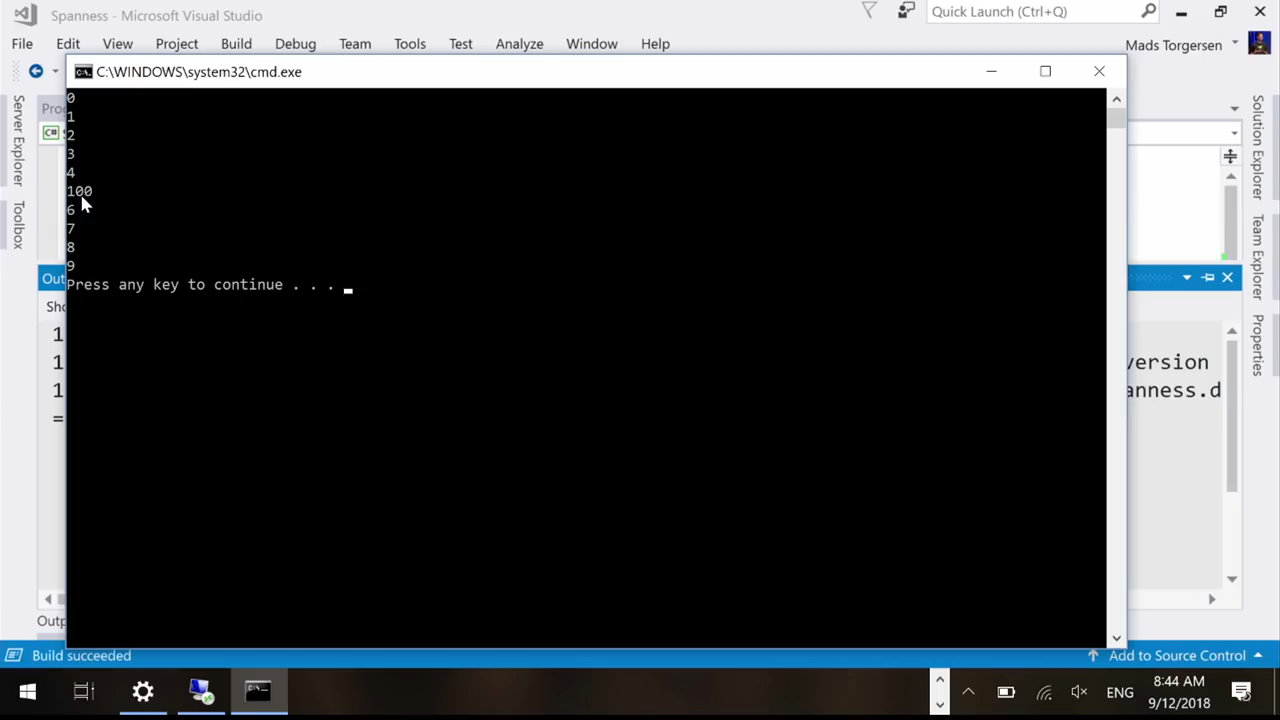 Spanness - Microsoft Visual Studio
Quick Launch (Ctrl+Q)
File Edit View Project Build Debug Team Tools Test Analyze Window Help
Mads Torgersen
C:\WINDOWS\system32\cmd.exe
0
1
2
3
4
100
6
7
8
9
Press any key to continue . . .
Server Explorer
Toolbox
Solution Explorer
Team Explorer
Properties
C#
1
1 version
1 anness.d
=
Build succeeded
Add to Source Control
ENG
8:44 AM
9/12/2018